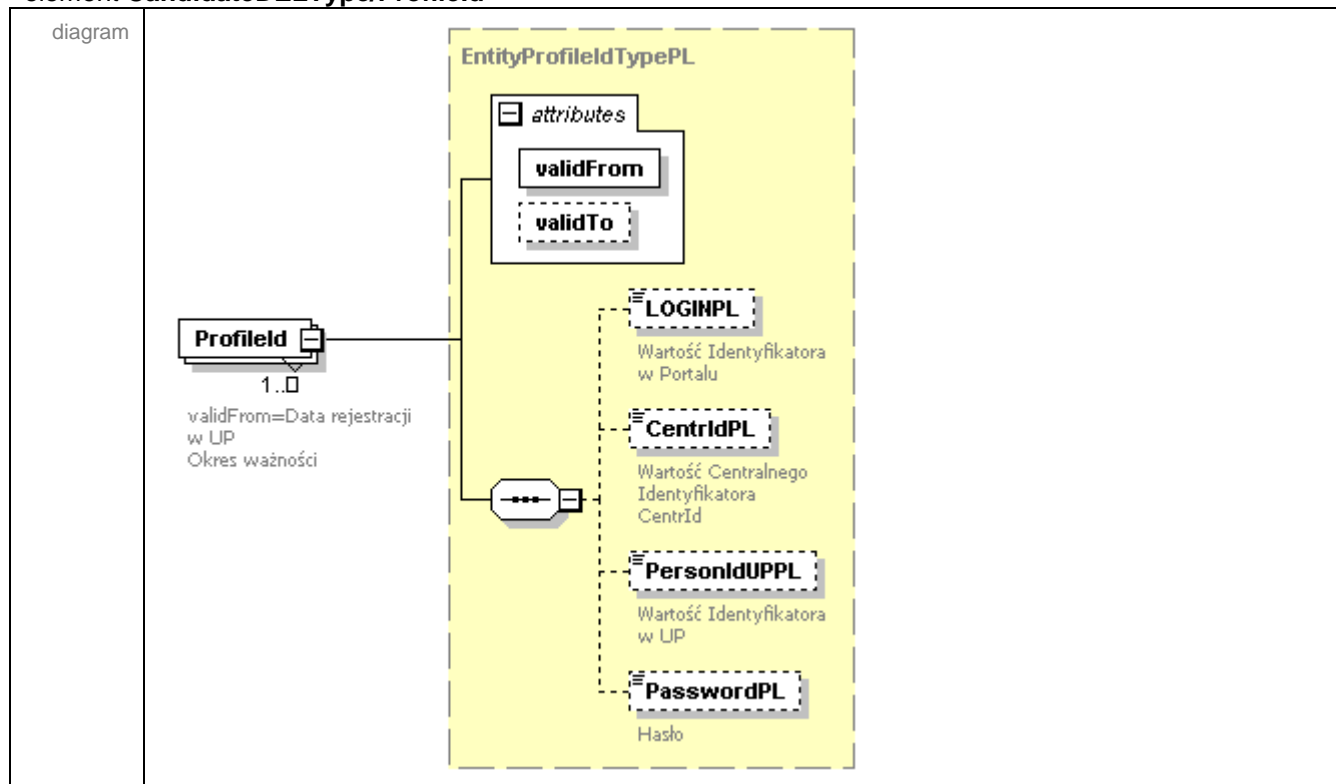 diagram
EntityProfileIdTypePL
attributes
validFrom
validTo
ProfileId
1..
validFrom=Data rejestracji
w UP
Okres ważności
LOGINPL
Wartość Identyfikatora
w Portalu
CentrIdPL
Wartość Centralnego
Identyfikatora
CentrId
PersonIdUPPL
Wartość Identyfikatora
w UP
PasswordPL
Hasło